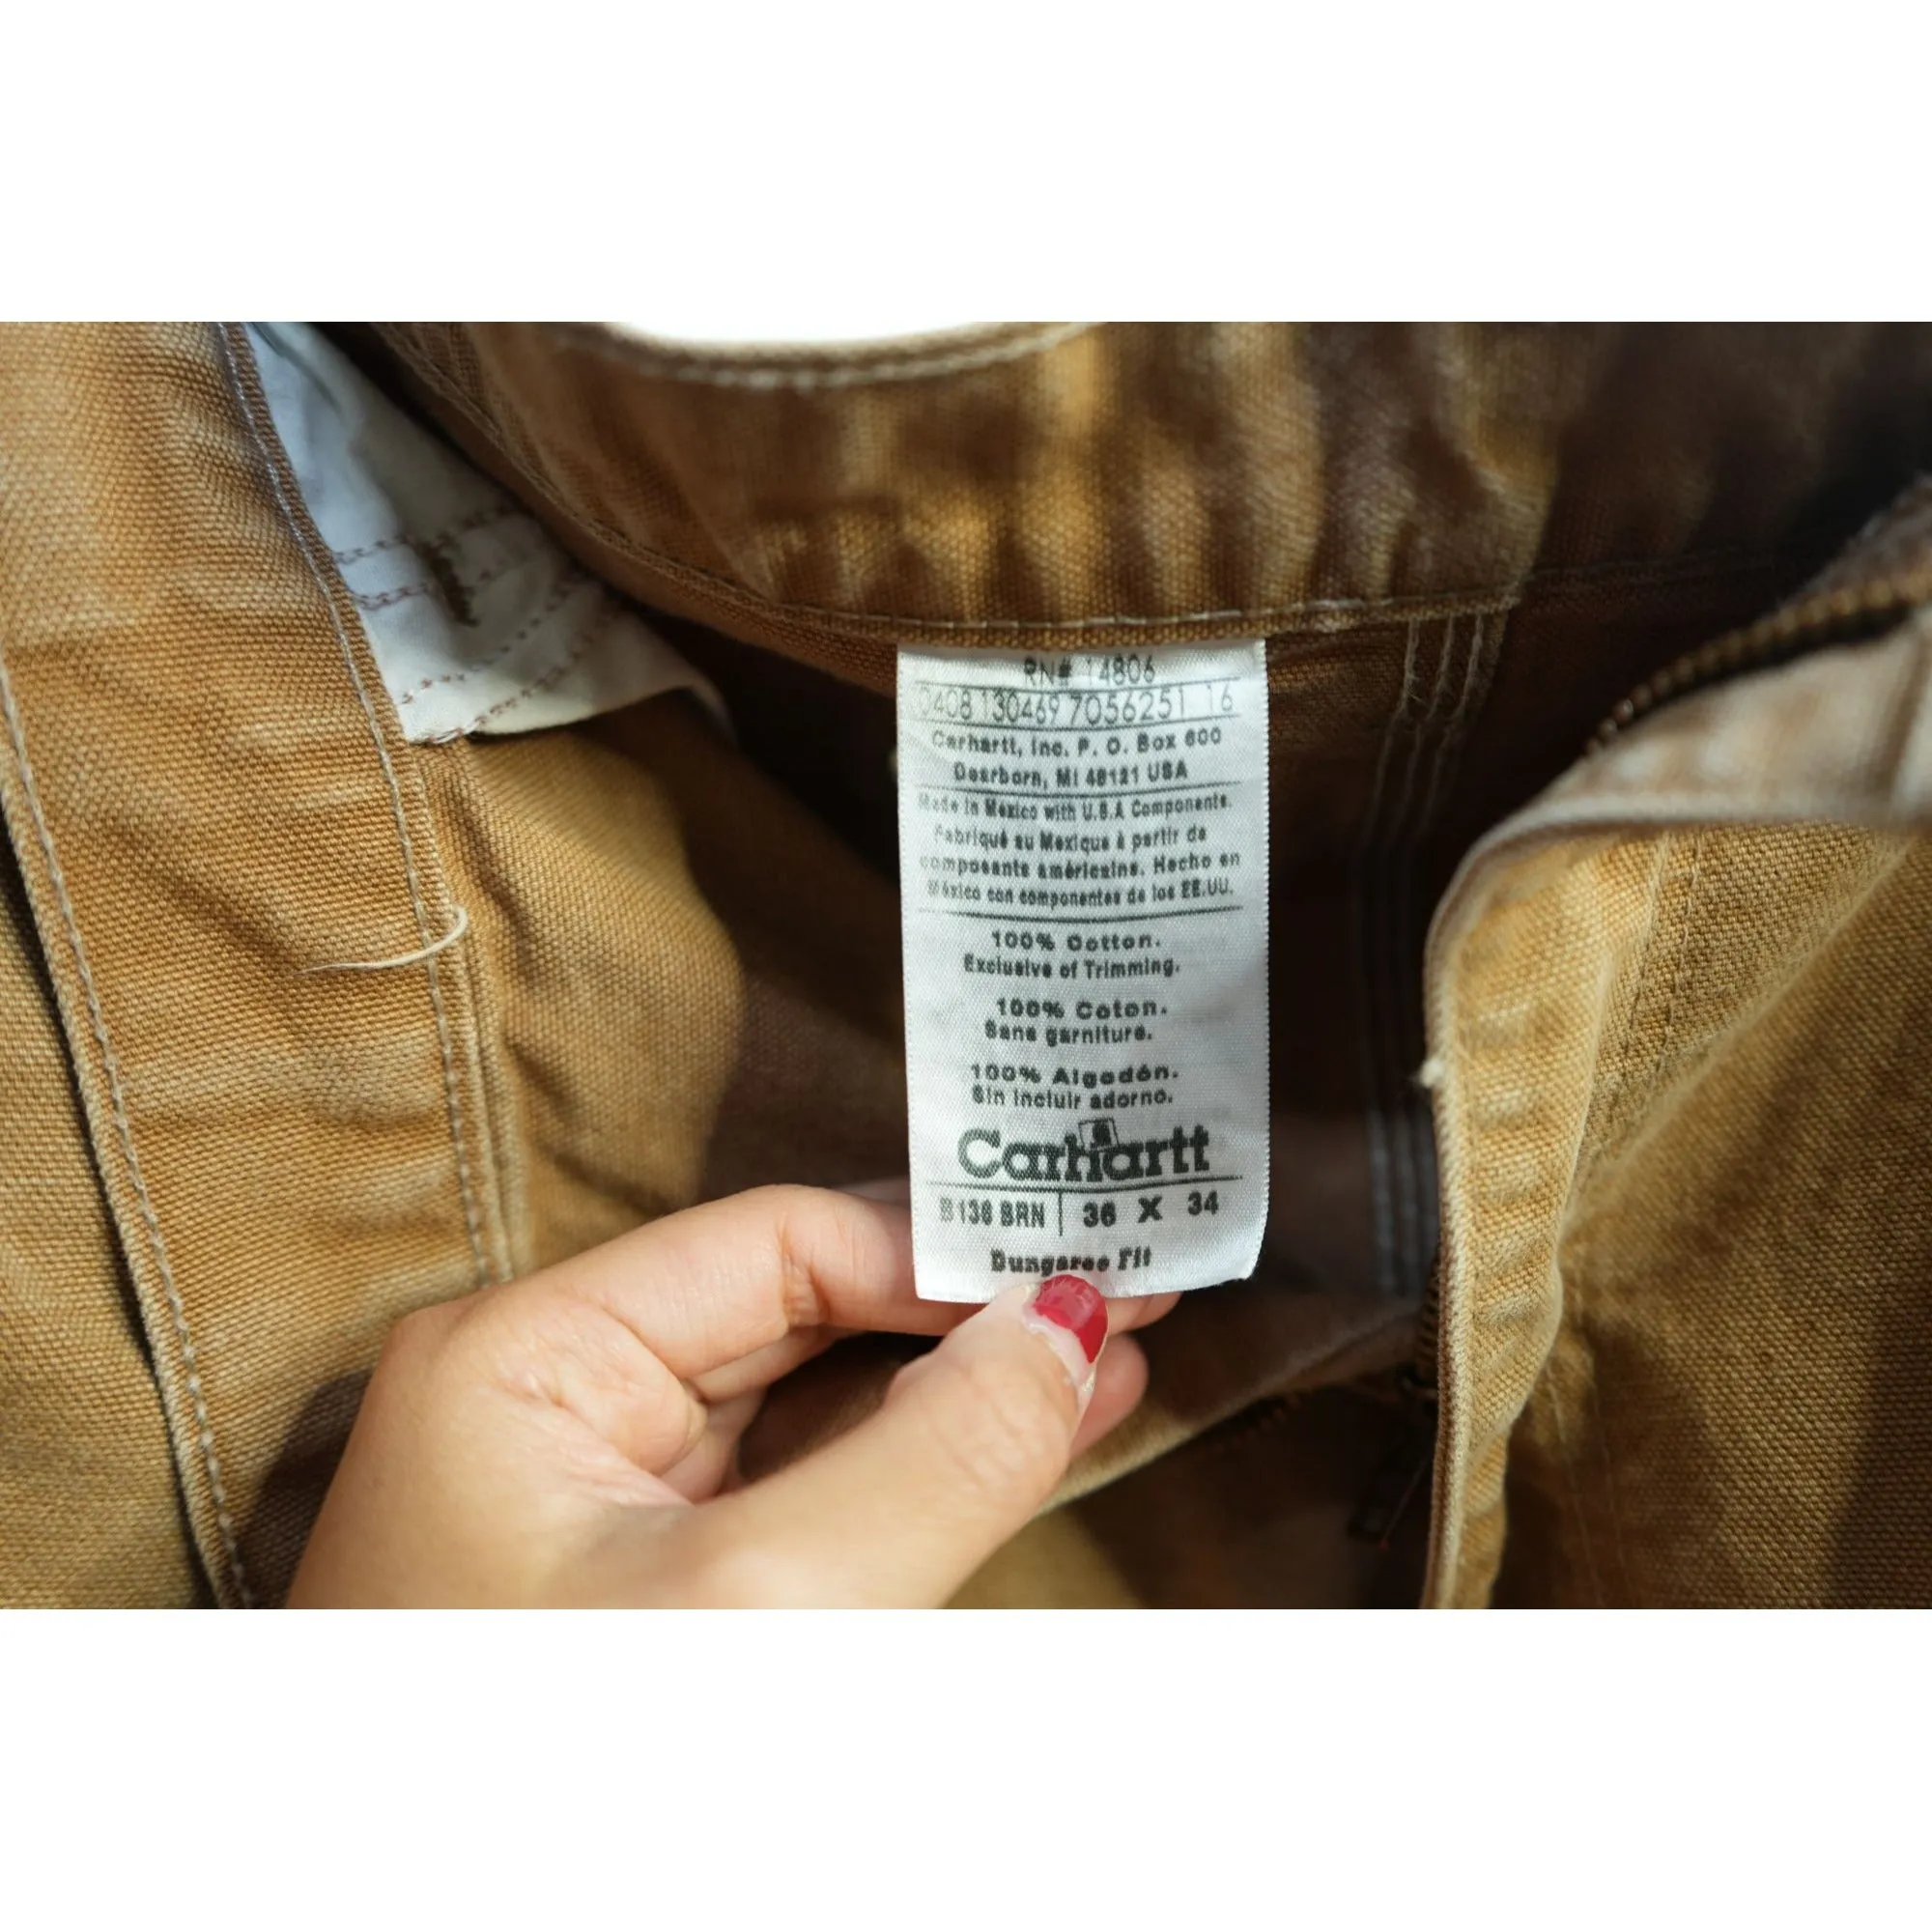 RN# 14806
0408 130469 7056251 16
Carhartt, Inc. P. O. Box 600
Dearborn, MI 48121 USA
Made in Mexico with U.S.A Components.
Fabriqué au Mexique à partir de
composants américains. Hecho en
México con componentes de los EE.UU.
100% Cotton.
Exclusive of Trimming.
100% Coton.
Sans garniture.
100% Algodón.
Sin incluir adorno.
Carhartt
B136 BRN 36 X 34
Dungaree Fit